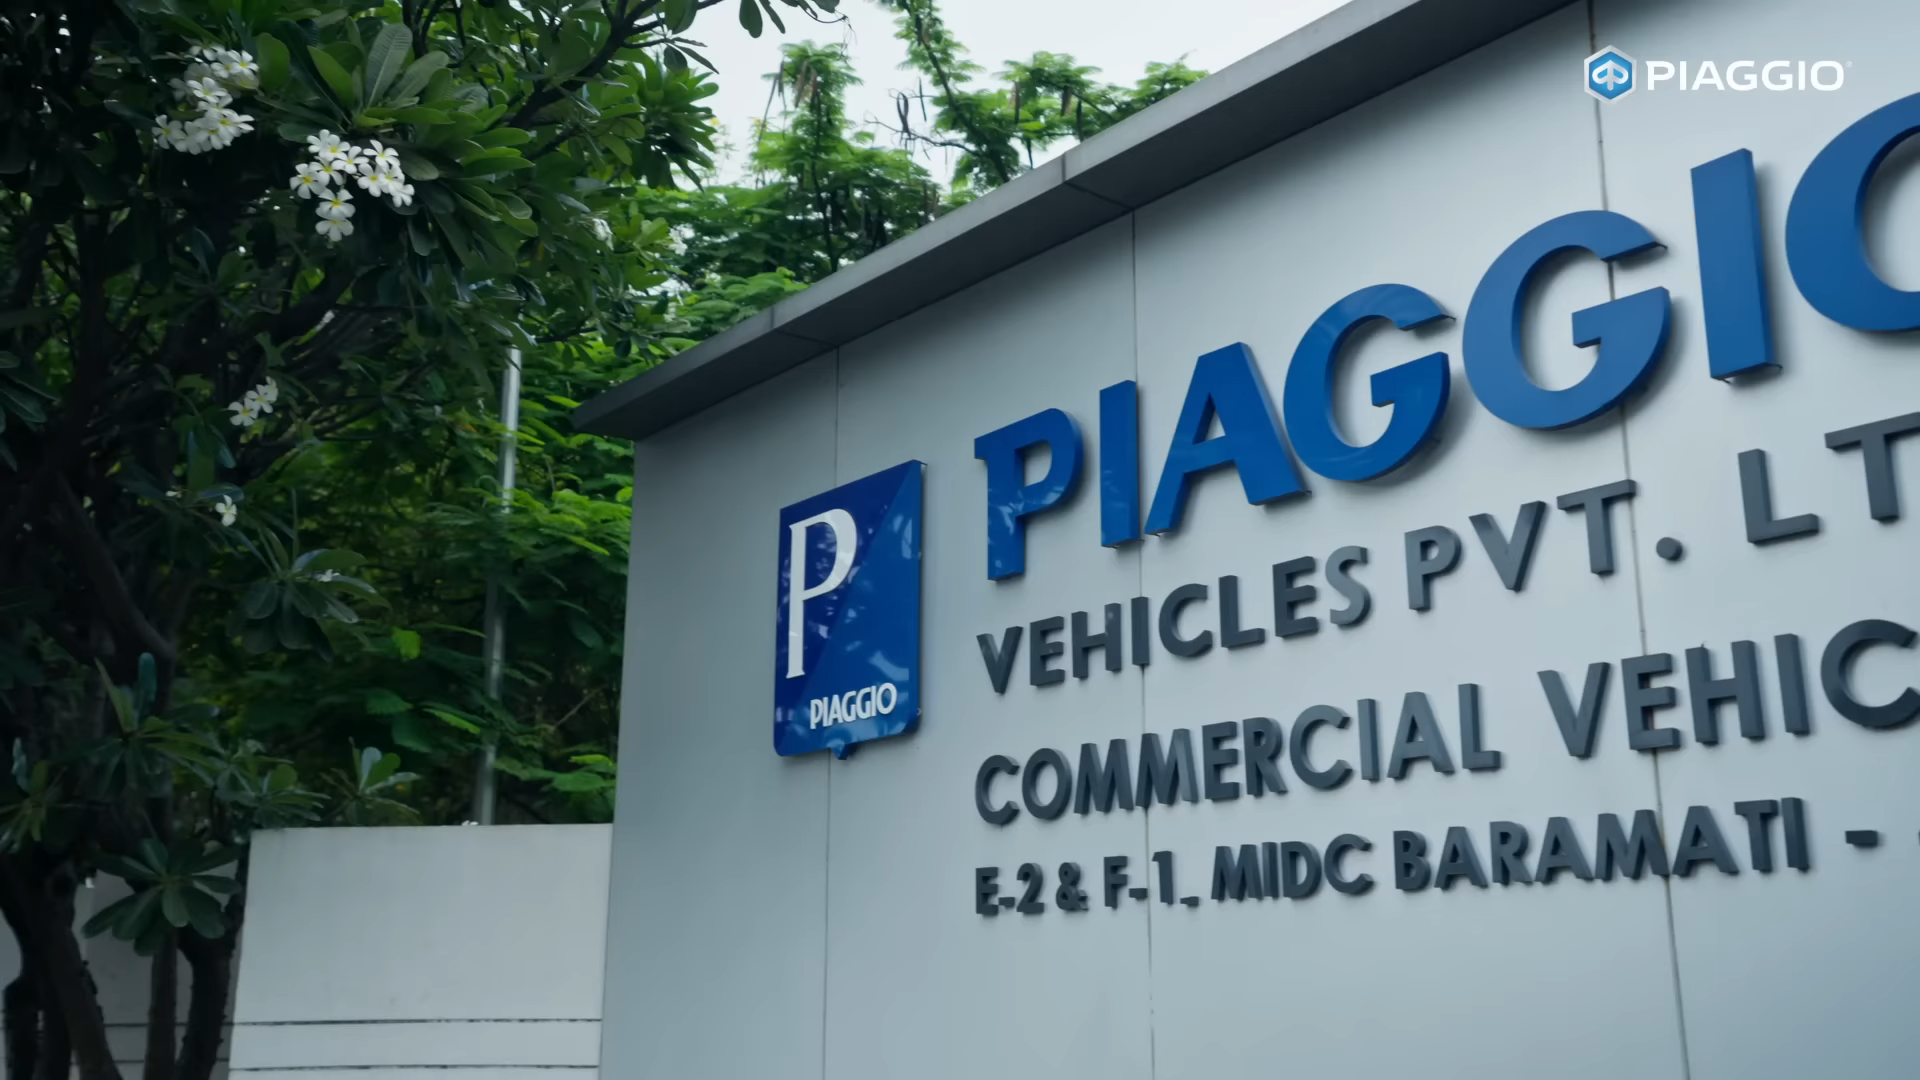 PIAGGIO
PIAGGIO
VEHICLES PVT. LT
COMMERCIAL VEHIC
E-2 & F-1, MIDC BARAMATI -
P
PIAGGIO